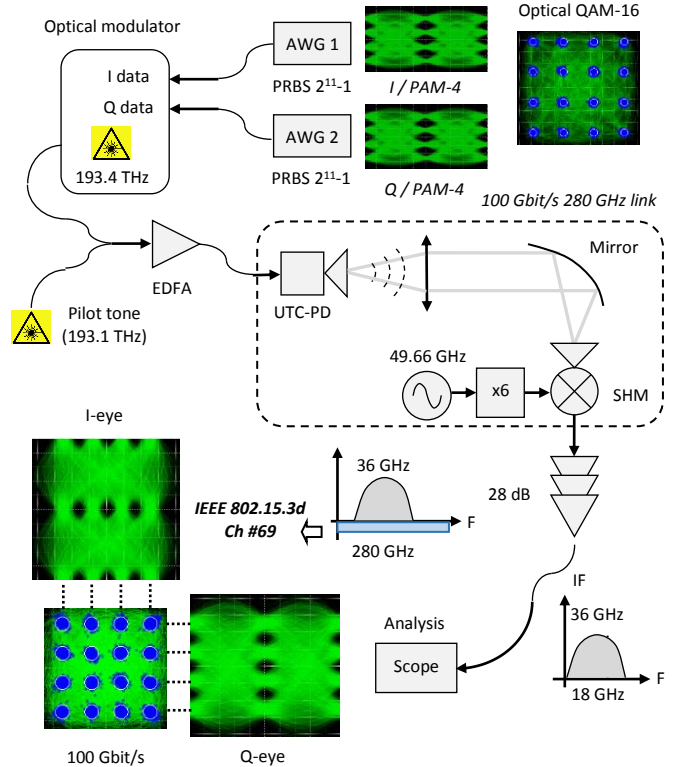 Optical modulator
I data
Q data
193.4 THz
AWG 1
PRBS 2¹¹-1
I / PAM-4
AWG 2
PRBS 2¹¹-1
Q / PAM-4
Optical QAM-16
100 Gbit/s 280 GHz link
EDFA
Pilot tone
(193.1 THz)
UTC-PD
Mirror
49.66 GHz
x6
SHM
I-eye
28 dB
36 GHz
F
280 GHz
IEEE 802.15.3d
Ch #69
IF
36 GHz
F
18 GHz
Analysis
Scope
100 Gbit/s
Q-eye